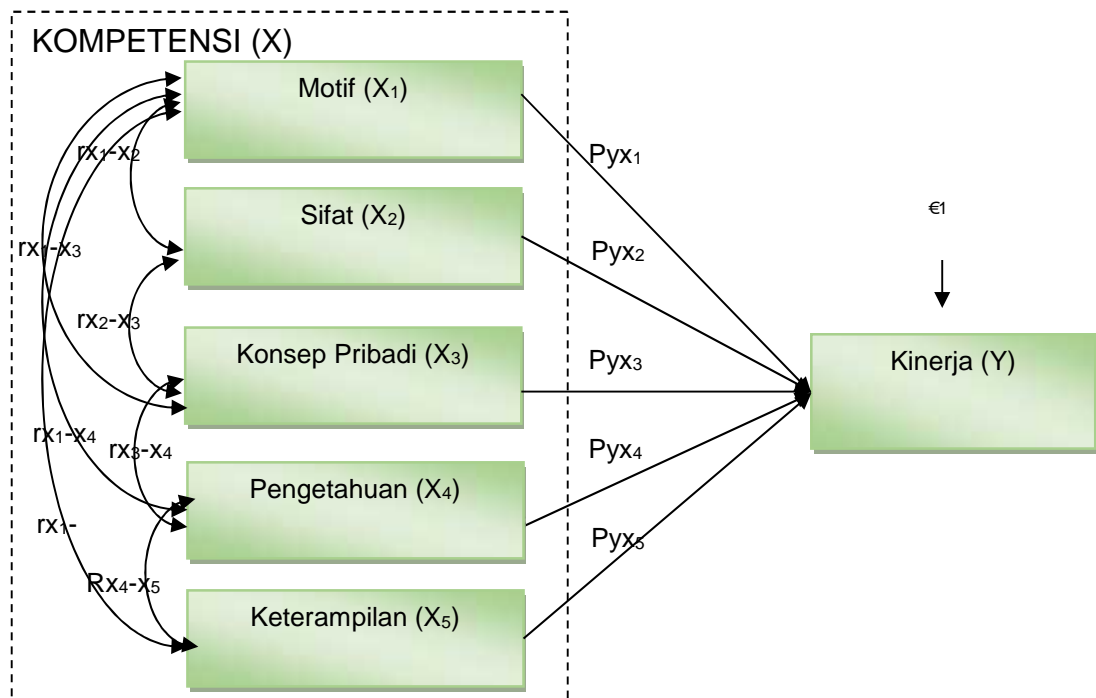 KOMPETENSI (X)
Motif (X₁)
rx₁-x₂
Pyx₁
Sifat (X₂)
€1
rx₁-x₃
Pyx₂
rx₂-x₃
Konsep Pribadi (X₃)
Pyx₃
Kinerja (Y)
rx₁-x₄
rx₃-x₄
Pyx₄
Pengetahuan (X₄)
rx₁-
Pyx₅
Rx₄-x₅
Keterampilan (X₅)